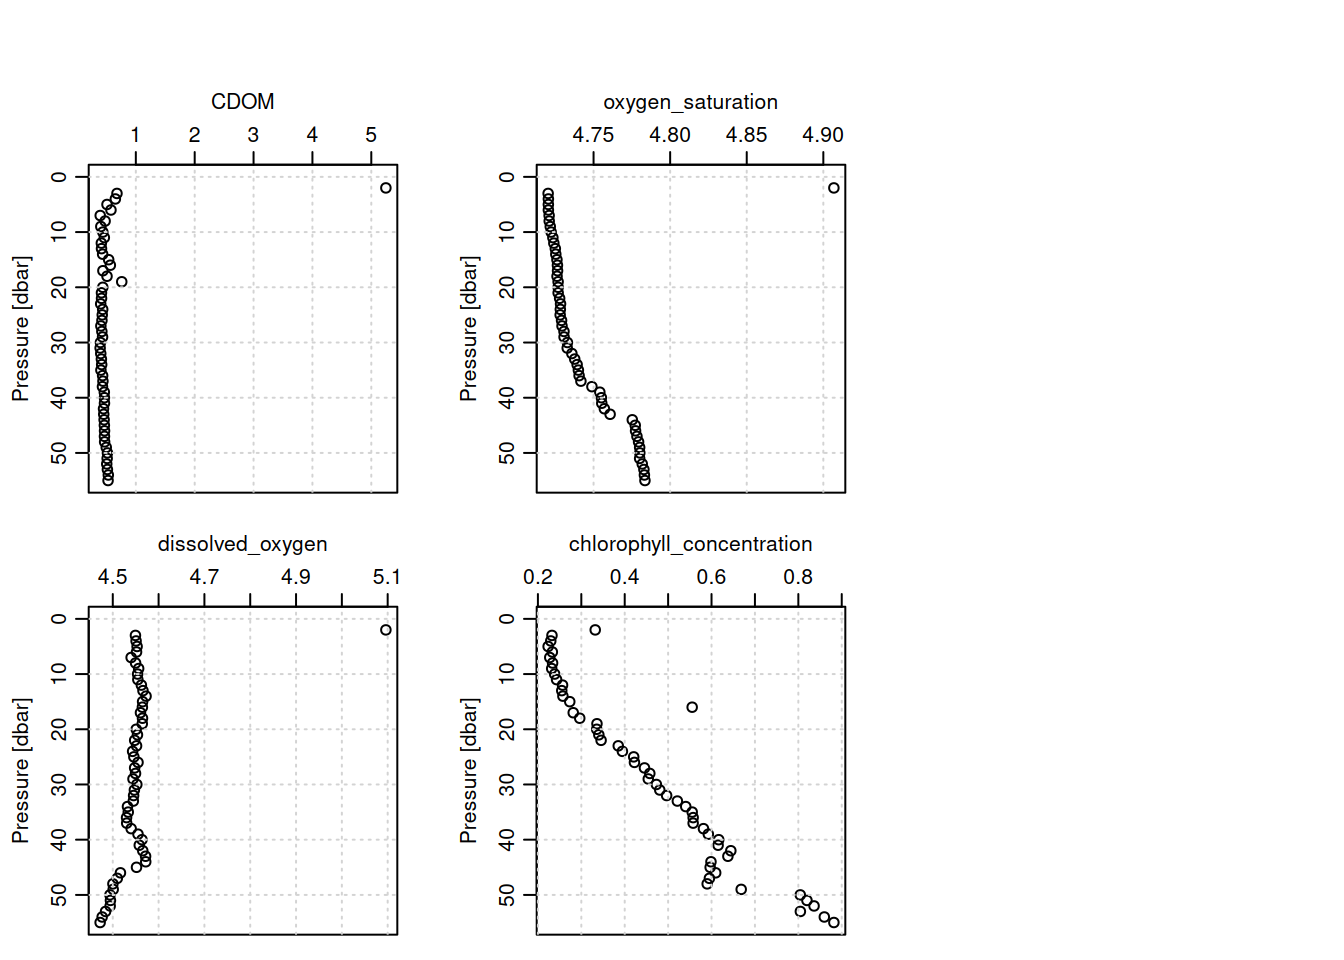 CDOM
1 2 3 4 5
Pressure [dbar]
0
10
20
30
40
50
oxygen_saturation
4.75 4.80 4.85 4.90
Pressure [dbar]
0
10
20
30
40
50
dissolved_oxygen
4.5 4.7 4.9 5.1
Pressure [dbar]
0
10
20
30
40
50
chlorophyll_concentration
0.2 0.4 0.6 0.8
Pressure [dbar]
0
10
20
30
40
50